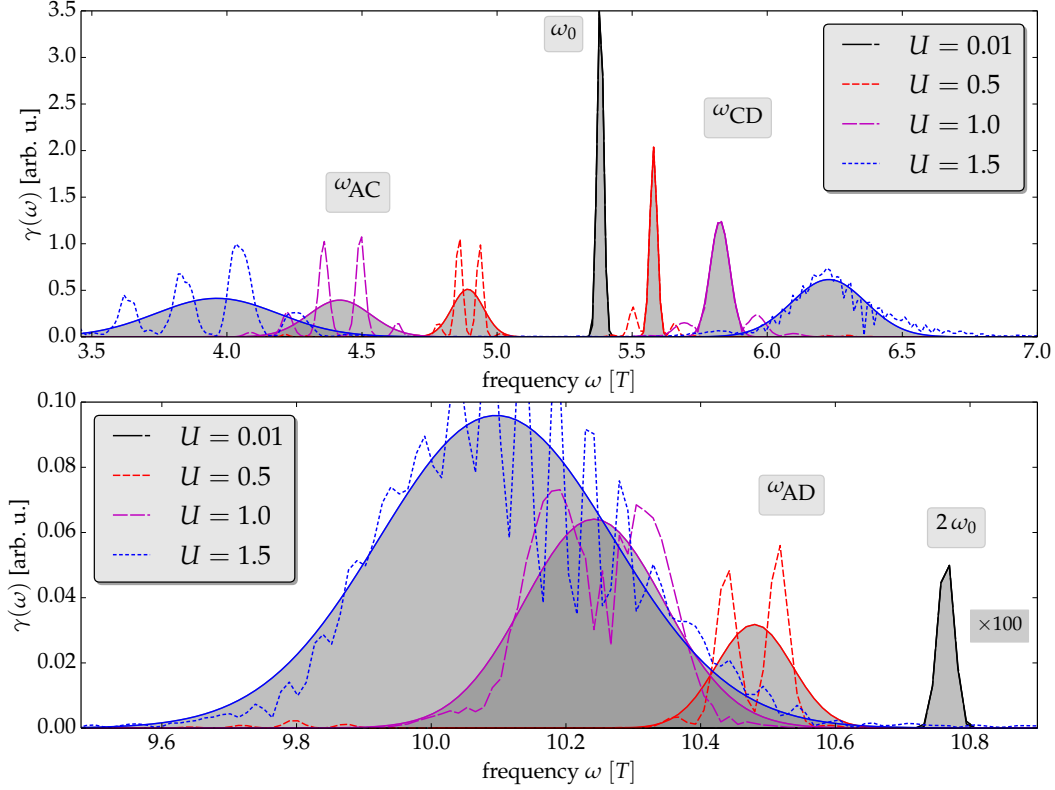 3.5
3.0
2.5
2.0
1.5
1.0
0.5
0.0
γ(ω) [arb. u.]
ω₀
ω_CD
ω_AC
U = 0.01
U = 0.5
U = 1.0
U = 1.5
3.5 4.0 4.5 5.0 5.5 6.0 6.5 7.0
frequency ω [T]
0.10
0.08
0.06
0.04
0.02
0.00
γ(ω) [arb. u.]
U = 0.01
U = 0.5
U = 1.0
U = 1.5
ω_AD
2 ω₀
×100
9.6 9.8 10.0 10.2 10.4 10.6 10.8
frequency ω [T]